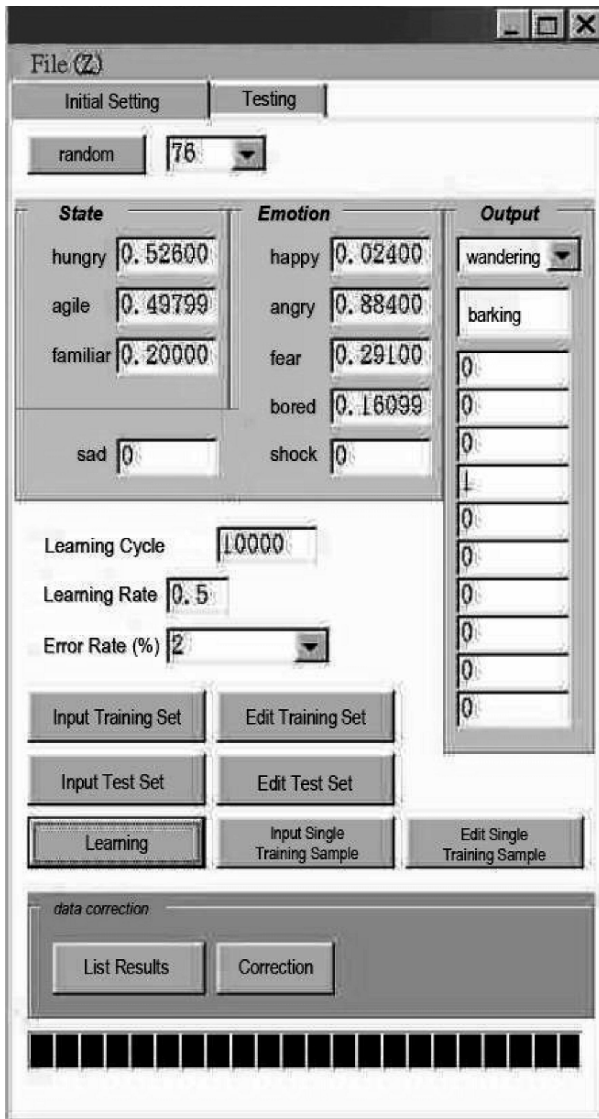 File (Z)
Initial Setting Testing
random 76
State Emotion Output
hungry 0.52600 happy 0.02400 wandering
agile 0.49799 angry 0.88400 barking
familiar 0.20000 fear 0.29100 0
bored 0.16099 0
sad 0 shock 0 0
1
Learning Cycle 10000 0
0
Learning Rate 0.5 0
Error Rate (%) 2 0
0
Input Training Set Edit Training Set 0
Input Test Set Edit Test Set
Learning Input Single Training Sample Edit Single Training Sample
data correction
List Results Correction